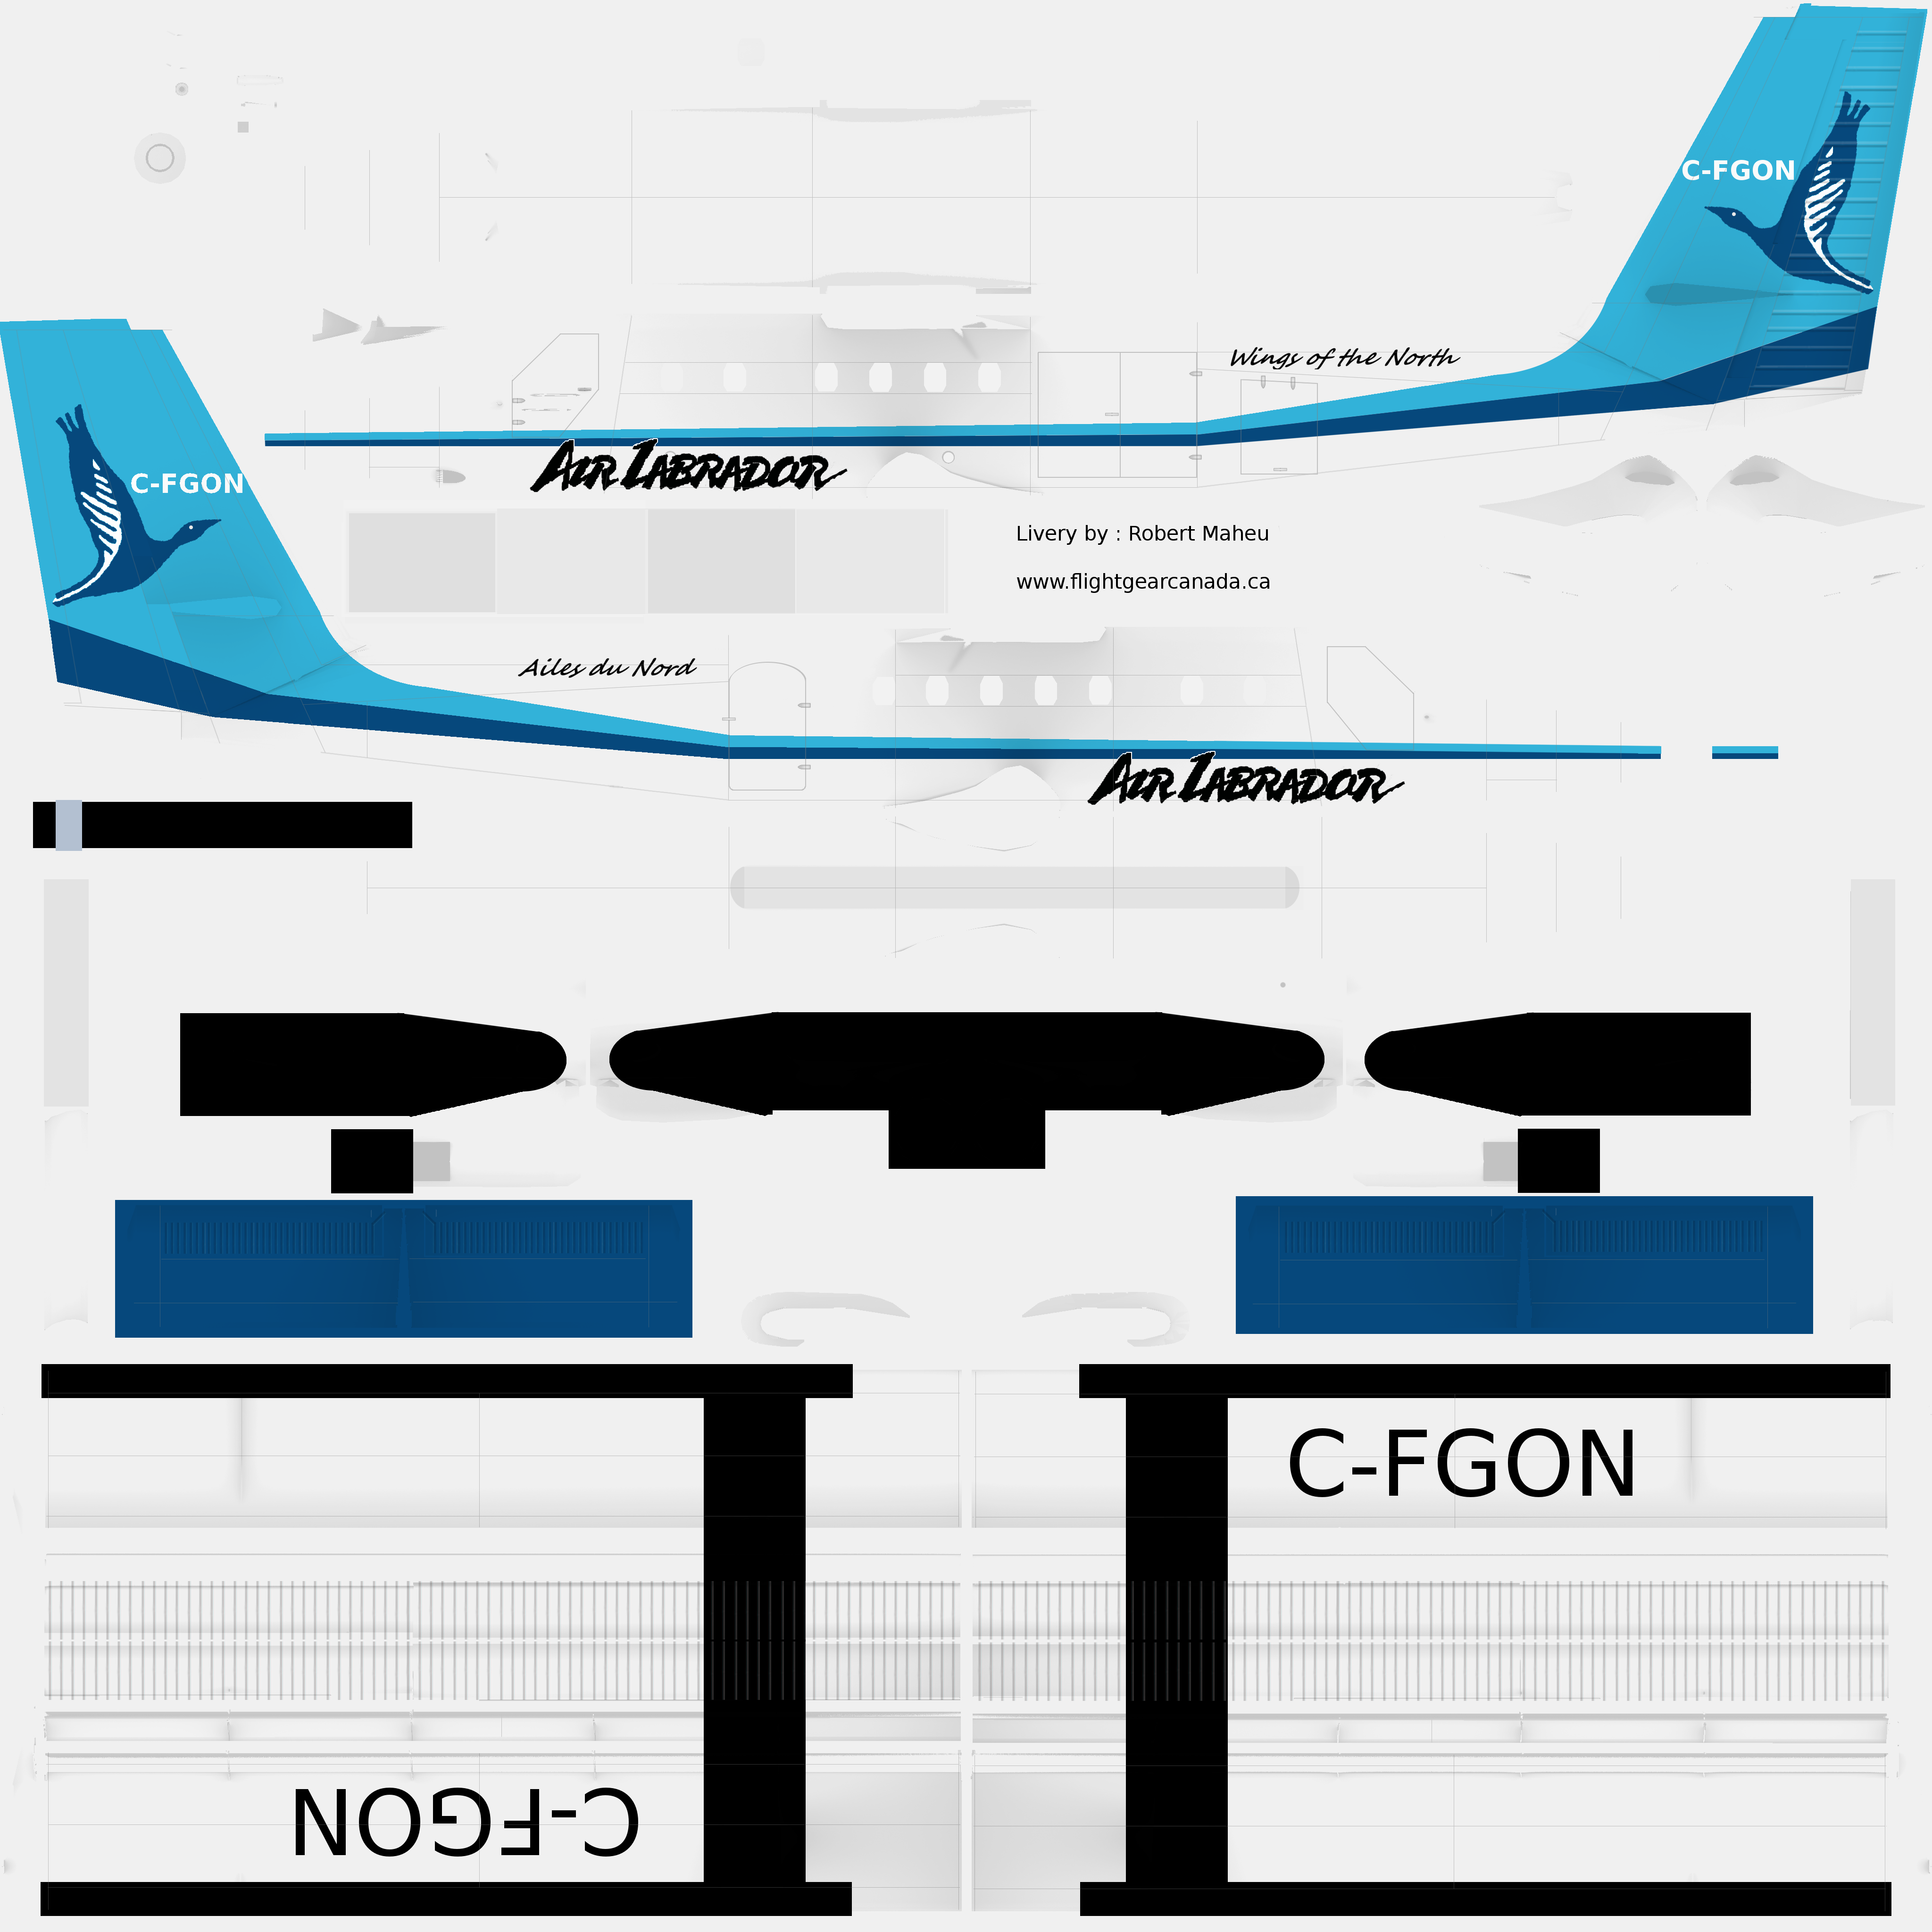 C-FGON
Wings of the North
AIR LABRADOR
C-FGON
Livery by : Robert Maheu
www.flightgearcanada.ca
Ailes du Nord
AIR LABRADOR
C-FGON
C-FGON